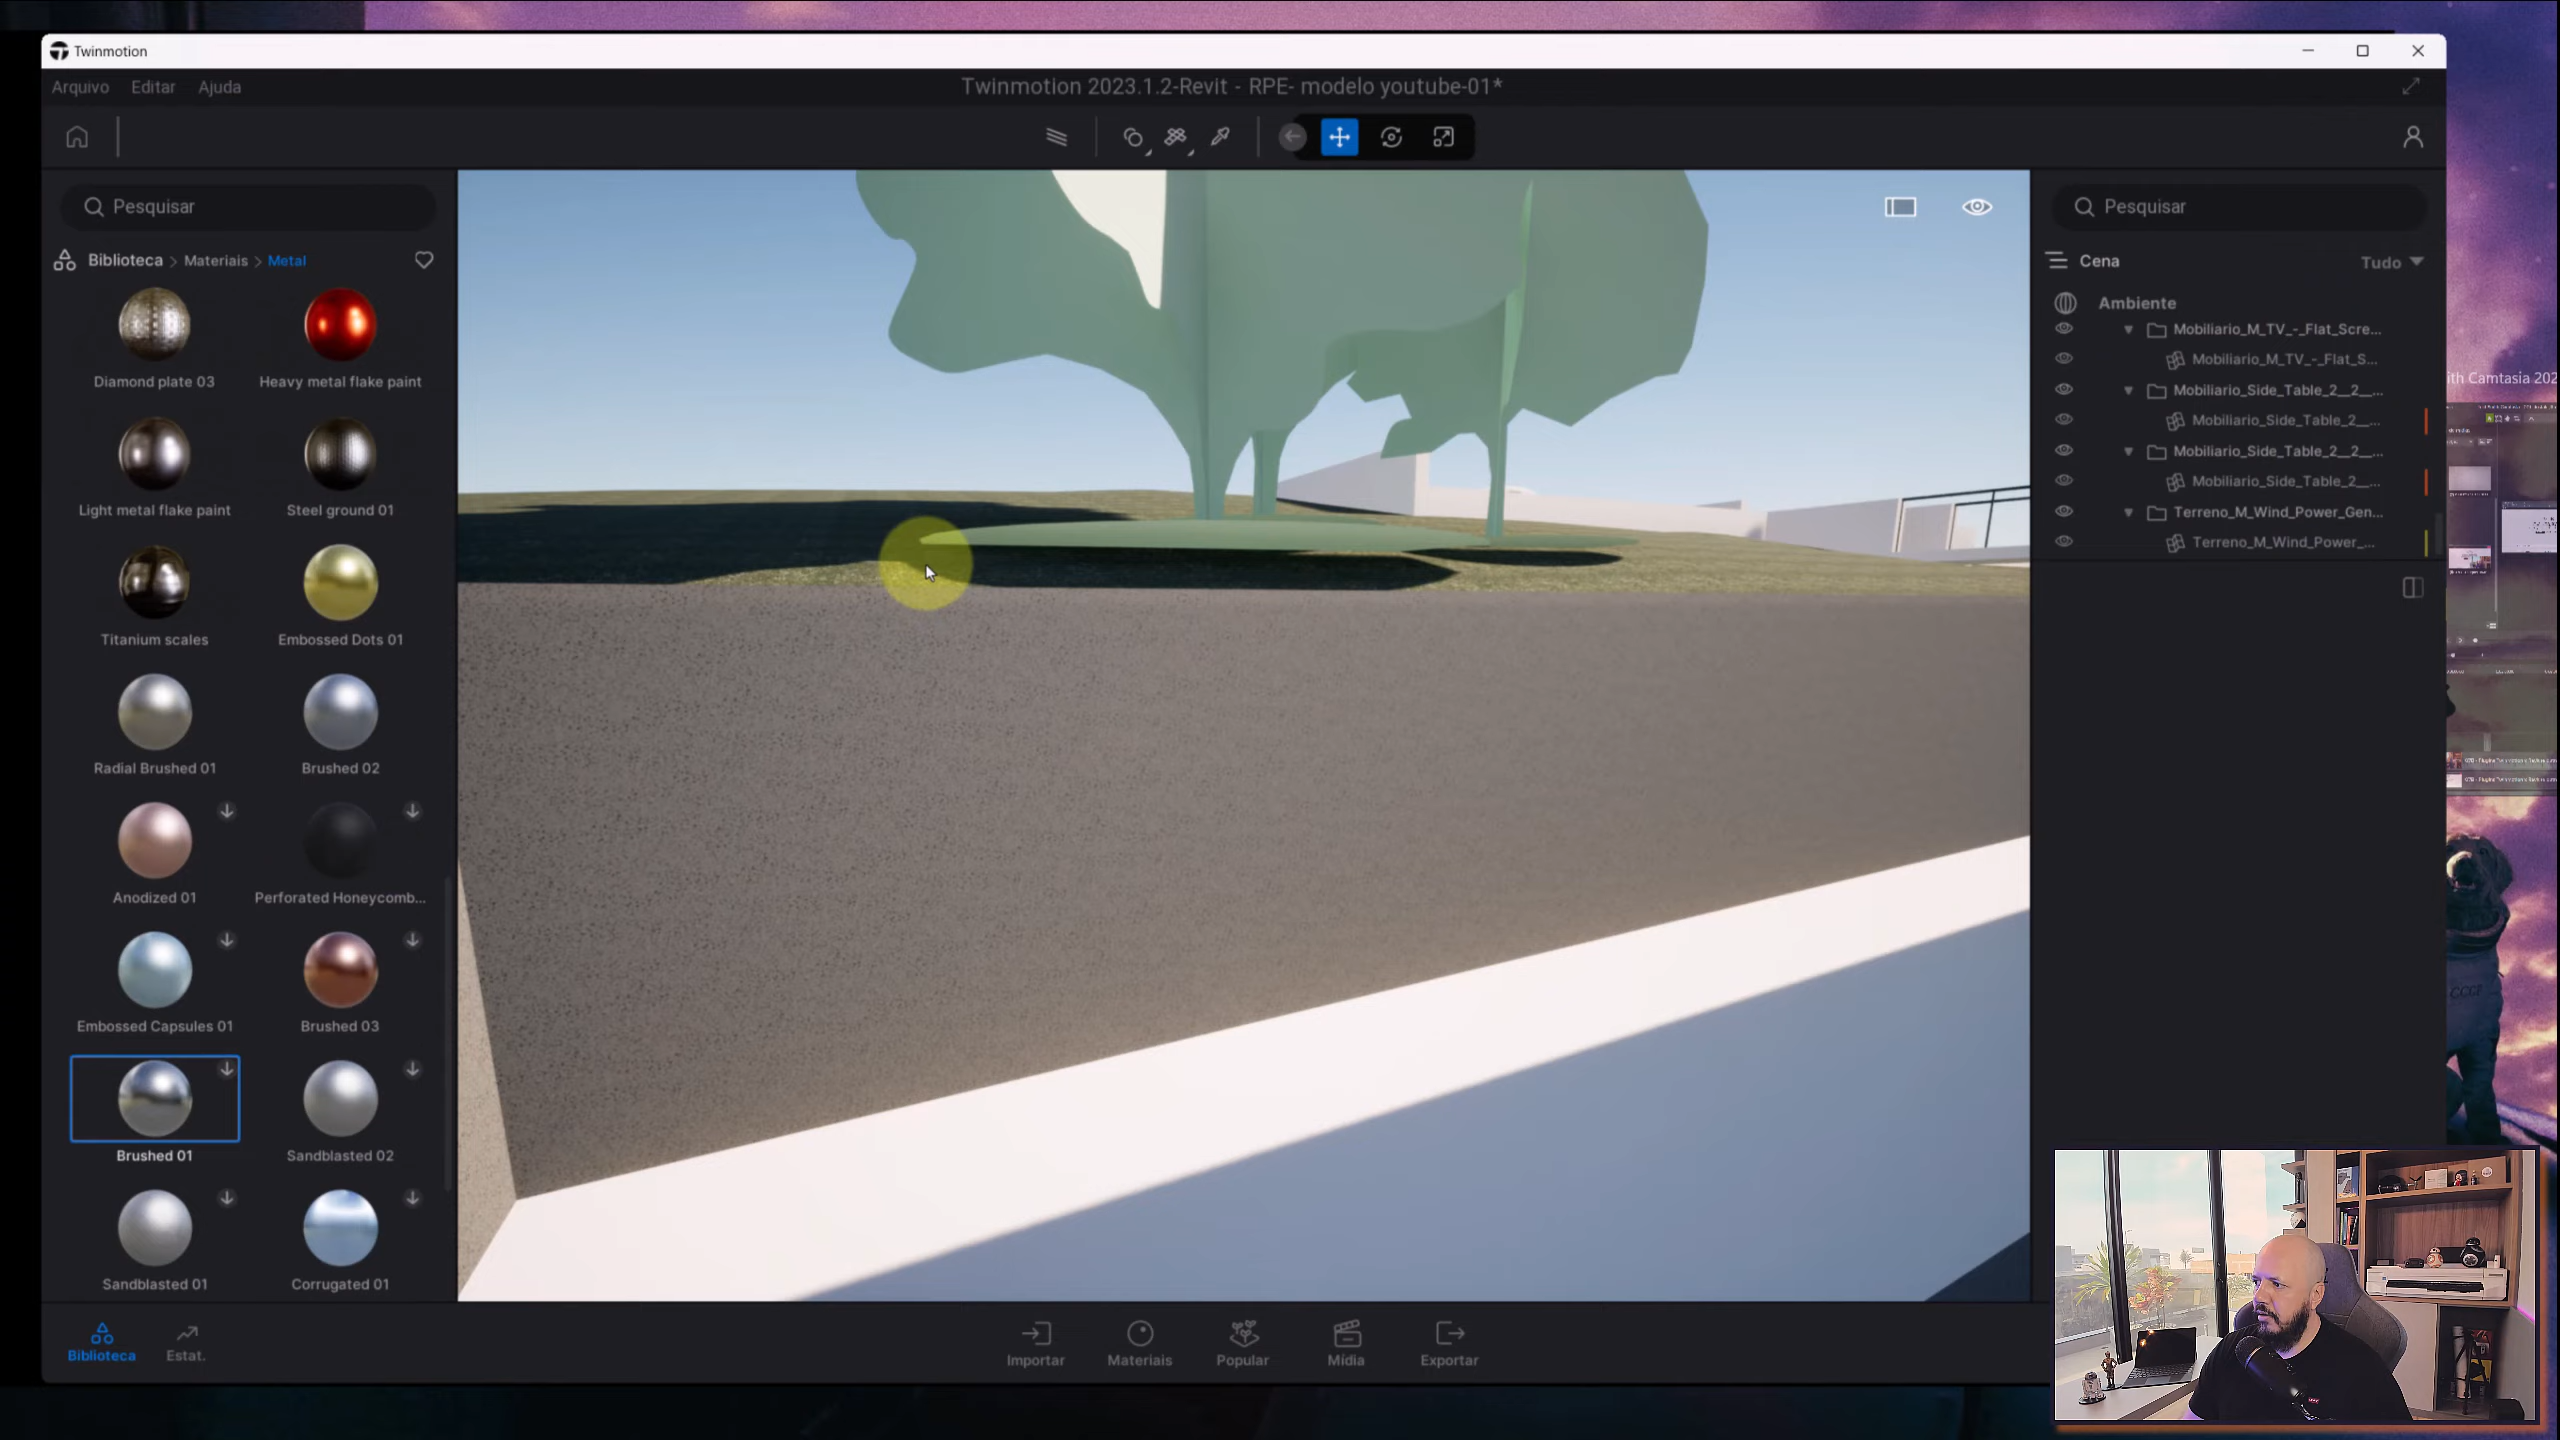 Twinmotion
Arquivo Editar Ajuda
Twinmotion 2023.1.2-Revit - RPE- modelo youtube-01*
Pesquisar
Biblioteca > Materiais > Metal
Diamond plate 03
Heavy metal flake paint
Light metal flake paint
Steel ground 01
Titanium scales
Embossed Dots 01
Radial Brushed 01
Brushed 02
Anodized 01
Perforated Honeycomb...
Embossed Capsules 01
Brushed 03
Brushed 01
Sandblasted 02
Sandblasted 01
Corrugated 01
Biblioteca
Estat.
Importar
Materiais
Popular
Mídia
Exportar
Pesquisar
Cena
Tudo
Ambiente
Mobiliario_M_TV_-_Flat_Scre...
Mobiliario_M_TV_-_Flat_S...
Mobiliario_Side_Table_2__2__...
Mobiliario_Side_Table_2__...
Mobiliario_Side_Table_2__2__...
Mobiliario_Side_Table_2__...
Terreno_M_Wind_Power_Gen...
Terreno_M_Wind_Power_...
ith Camtasia 202